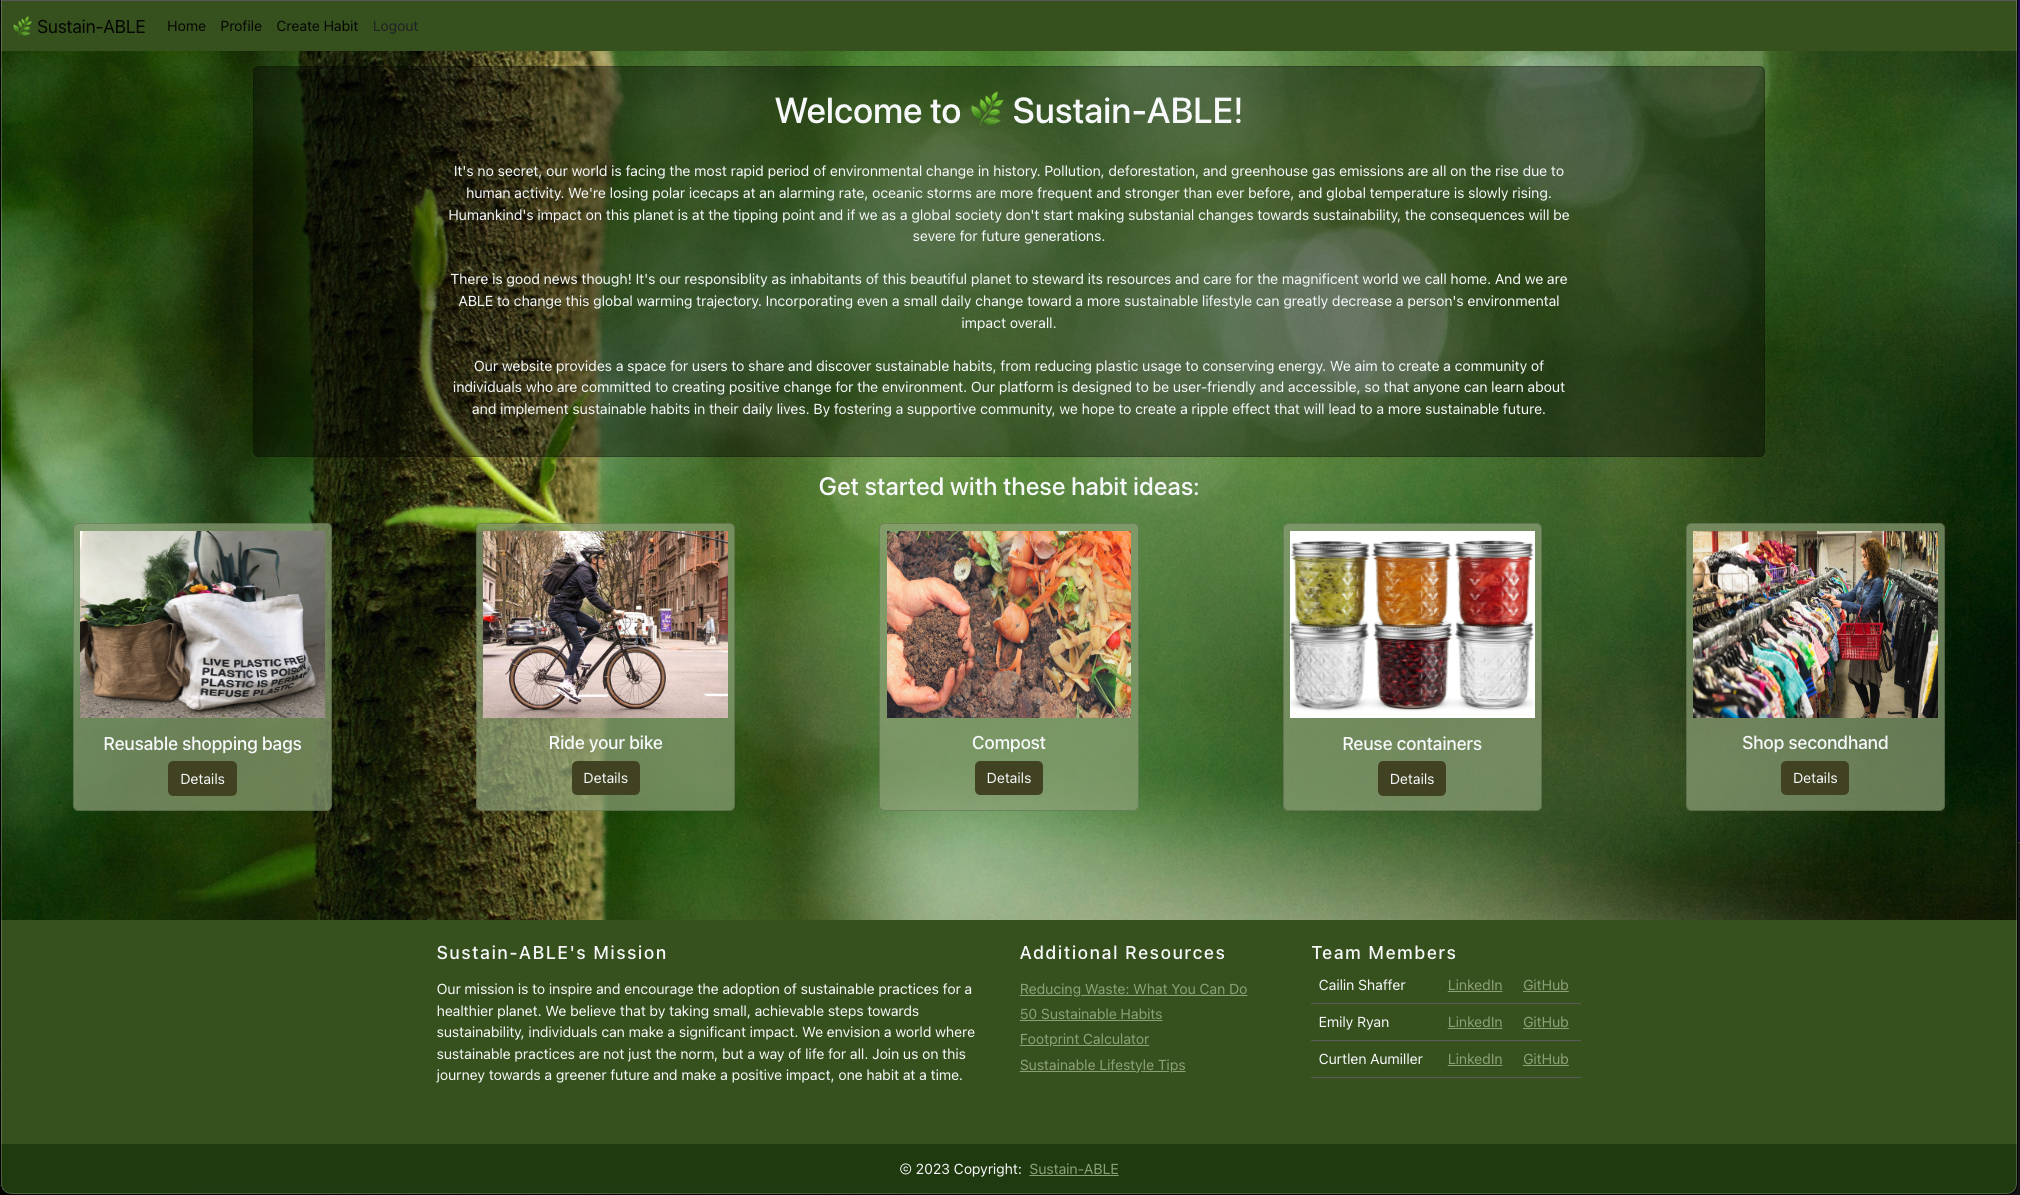 🌿 Sustain-ABLE Home Profile Create Habit Logout
Welcome to 🌿 Sustain-ABLE!
It's no secret, our world is facing the most rapid period of environmental change in history. Pollution, deforestation, and greenhouse gas emissions are all on the rise due to
human activity. We're losing polar icecaps at an alarming rate, oceanic storms are more frequent and stronger than ever before, and global temperature is slowly rising.
Humankind's impact on this planet is at the tipping point and if we as a global society don't start making substanial changes towards sustainability, the consequences will be
severe for future generations.
There is good news though! It's our responsiblity as inhabitants of this beautiful planet to steward its resources and care for the magnificent world we call home. And we are
ABLE to change this global warming trajectory. Incorporating even a small daily change toward a more sustainable lifestyle can greatly decrease a person's environmental
impact overall.
Our website provides a space for users to share and discover sustainable habits, from reducing plastic usage to conserving energy. We aim to create a community of
individuals who are committed to creating positive change for the environment. Our platform is designed to be user-friendly and accessible, so that anyone can learn about
and implement sustainable habits in their daily lives. By fostering a supportive community, we hope to create a ripple effect that will lead to a more sustainable future.
Get started with these habit ideas:
LIVE PLASTIC FRE
PLASTIC IS POISON
PLASTIC IS PERMAN
REFUSE PLASTIC
Reusable shopping bags
Details
Ride your bike
Details
Compost
Details
Reuse containers
Details
Shop secondhand
Details
Sustain-ABLE's Mission
Our mission is to inspire and encourage the adoption of sustainable practices for a
healthier planet. We believe that by taking small, achievable steps towards
sustainability, individuals can make a significant impact. We envision a world where
sustainable practices are not just the norm, but a way of life for all. Join us on this
journey towards a greener future and make a positive impact, one habit at a time.
Additional Resources
Reducing Waste: What You Can Do
50 Sustainable Habits
Footprint Calculator
Sustainable Lifestyle Tips
Team Members
Cailin Shaffer LinkedIn GitHub
Emily Ryan LinkedIn GitHub
Curtlen Aumiller LinkedIn GitHub
© 2023 Copyright: Sustain-ABLE